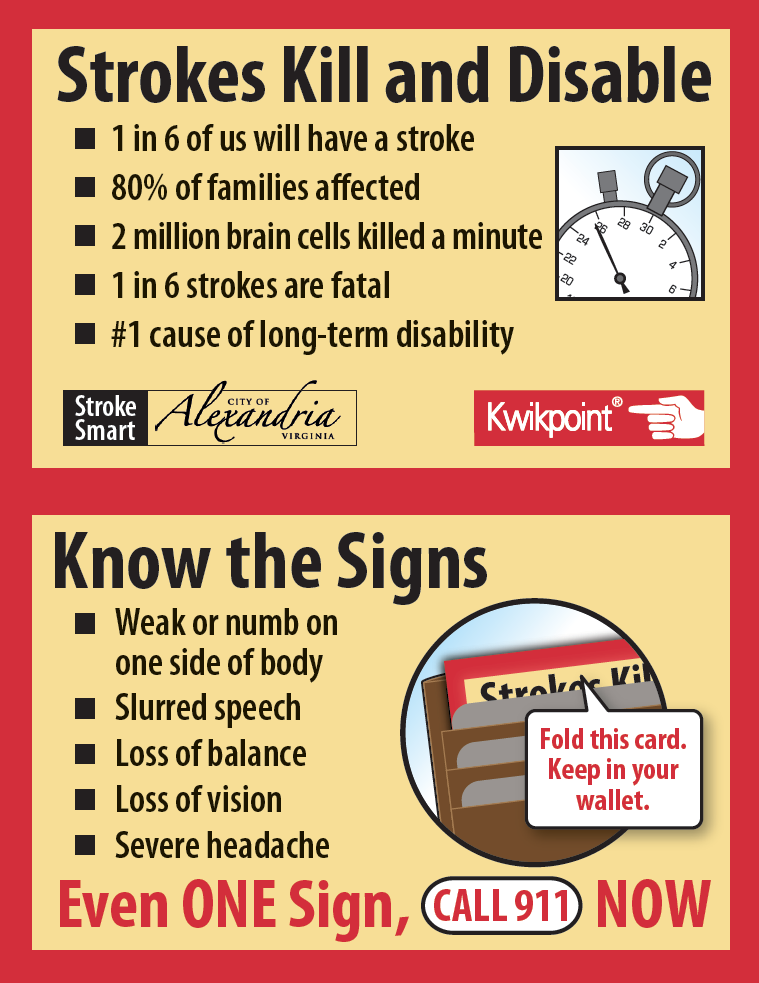 Strokes Kill and Disable
■ 1 in 6 of us will have a stroke
■ 80% of families affected
■ 2 million brain cells killed a minute
■ 1 in 6 strokes are fatal
■ #1 cause of long-term disability
20
22
24
26
28
30
2
4
6
Stroke
Smart
CITY OF
Alexandria
VIRGINIA
Kwikpoint®
Know the Signs
■ Weak or numb on
one side of body
■ Slurred speech
■ Loss of balance
■ Loss of vision
■ Severe headache
Strokes Kil
Fold this card.
Keep in your
wallet.
Even ONE Sign, CALL 911 NOW